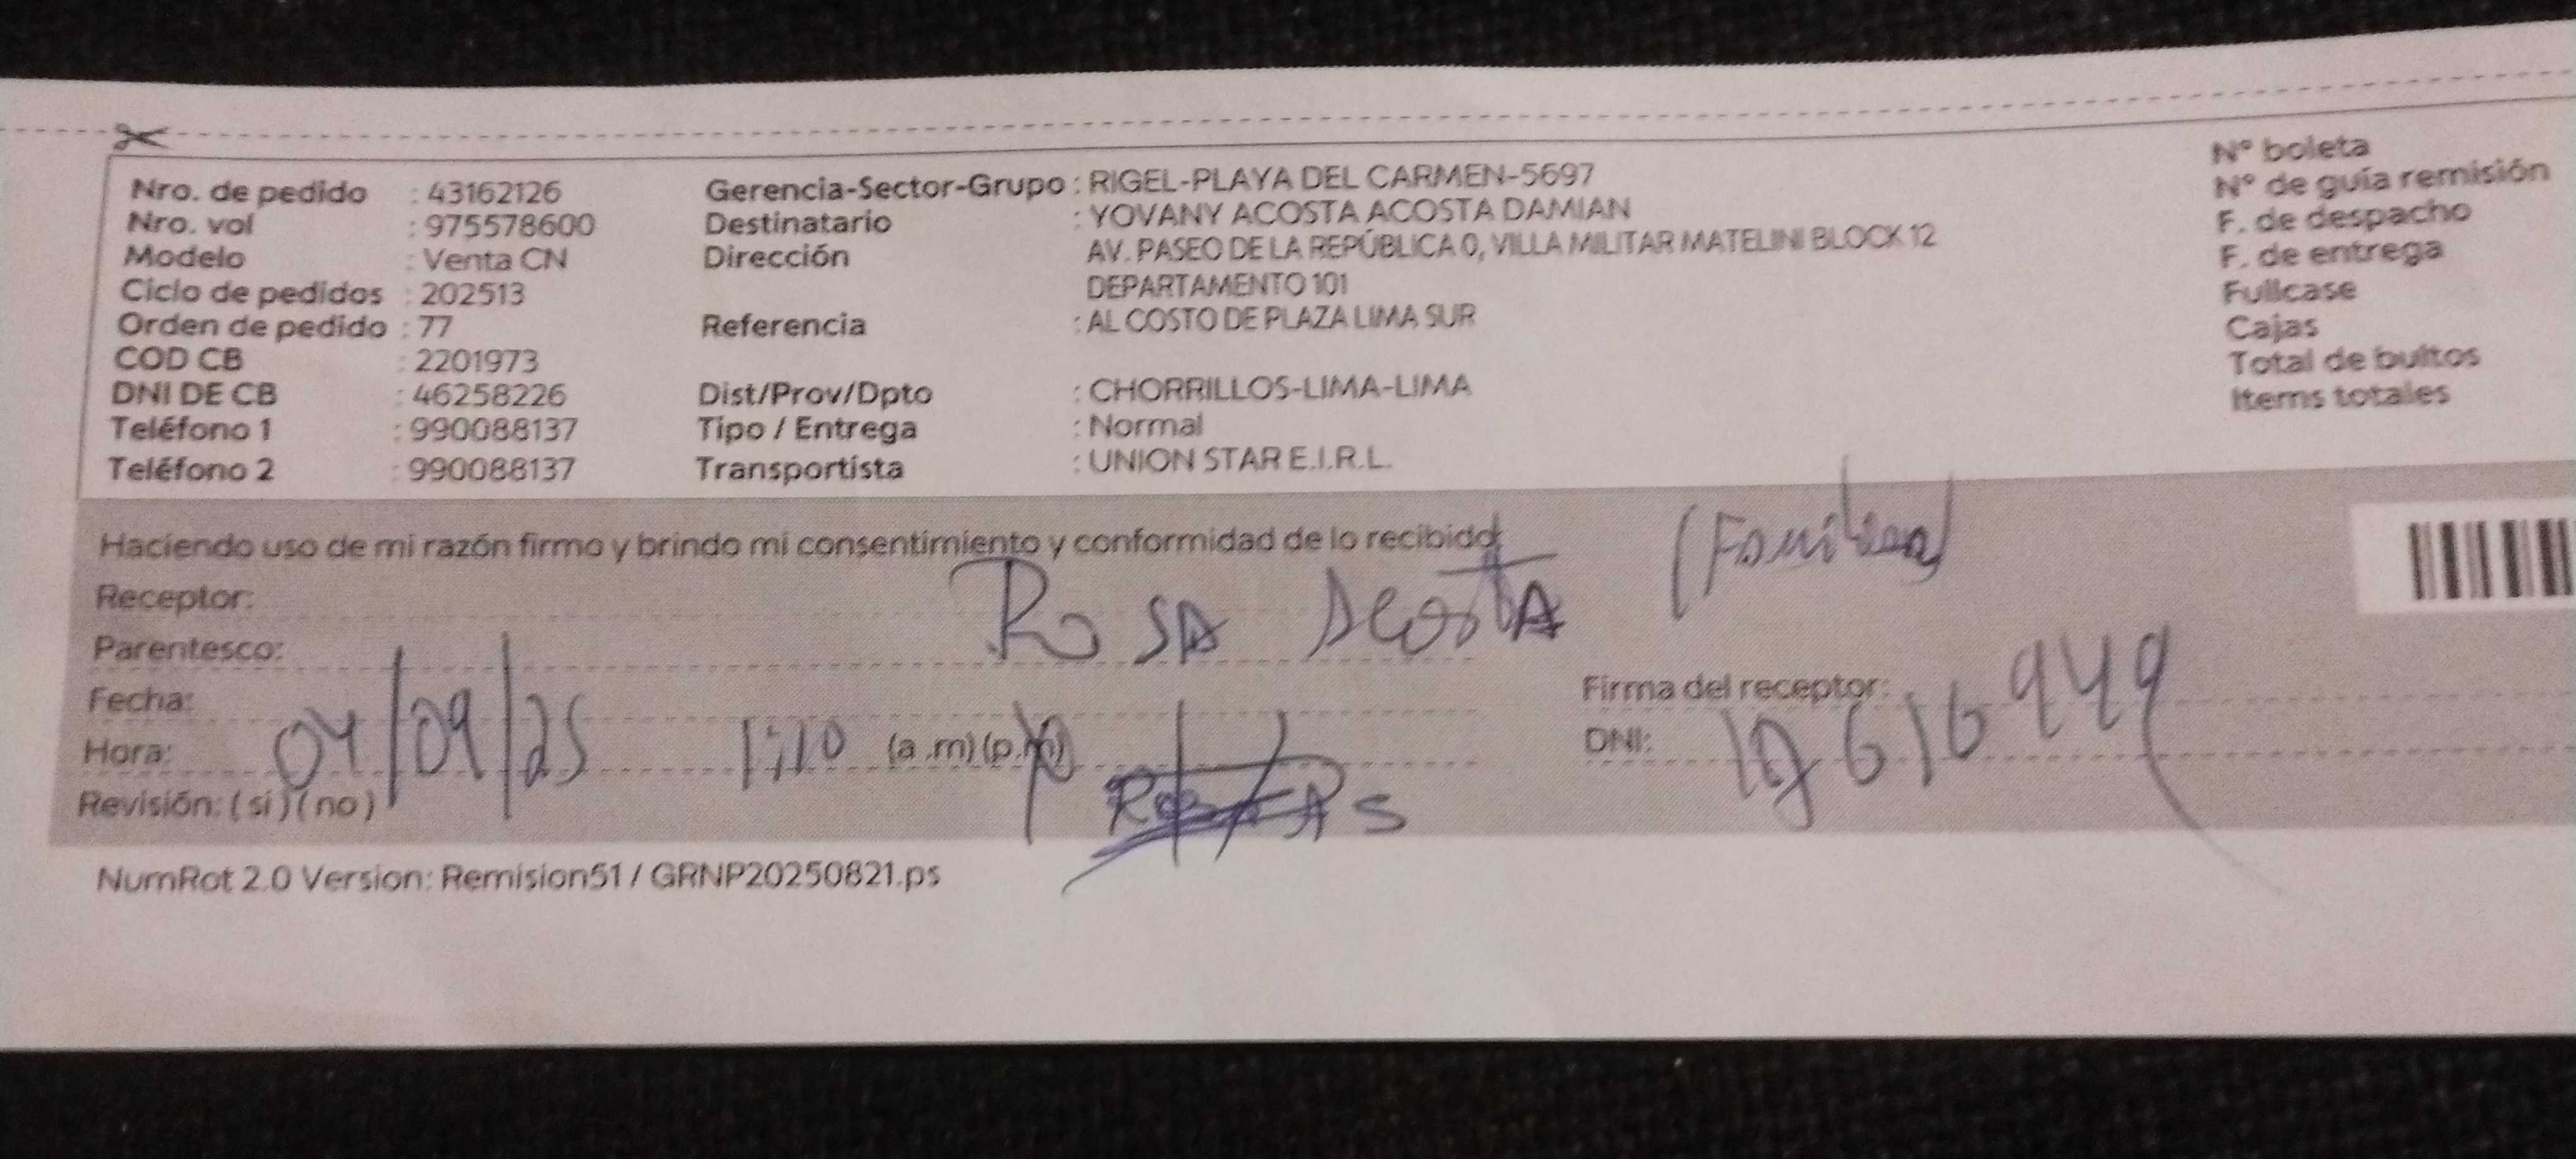 Nro. de pedido : 43162126 Gerencia-Sector-Grupo : RIGEL-PLAYA DEL CARMEN-5697 N° boleta
Nro. vol : 975578600 Destinatario : YOVANY ACOSTA ACOSTA DAMIAN N° de guía remisión
Modelo : Venta CN Dirección AV. PASEO DE LA REPÚBLICA 0, VILLA MILITAR MATELINI BLOCK 12 F. de despacho
Ciclo de pedidos : 202513 DEPARTAMENTO 101 F. de entrega
Orden de pedido : 77 Referencia : AL COSTO DE PLAZA LIMA SUR Fullcase
COD CB : 2201973 Cajas
DNI DE CB : 46258226 Dist/Prov/Dpto : CHORRILLOS-LIMA-LIMA Total de bultos
Teléfono 1 : 990088137 Tipo / Entrega : Normal Items totales
Teléfono 2 : 990088137 Transportista : UNION STAR E.I.R.L.
Haciendo uso de mi razón firmo y brindo mi consentimiento y conformidad de lo recibido:
Receptor: ROSA AcostA (Familiar)
Parentesco:
Fecha: 04/09/25 Firma del receptor:
Hora: 1:10 (a .m) (p.m) DNI:
Revisión: ( si ) ( no )
NumRot 2.0 Version: Remision51 / GRNP20250821.ps